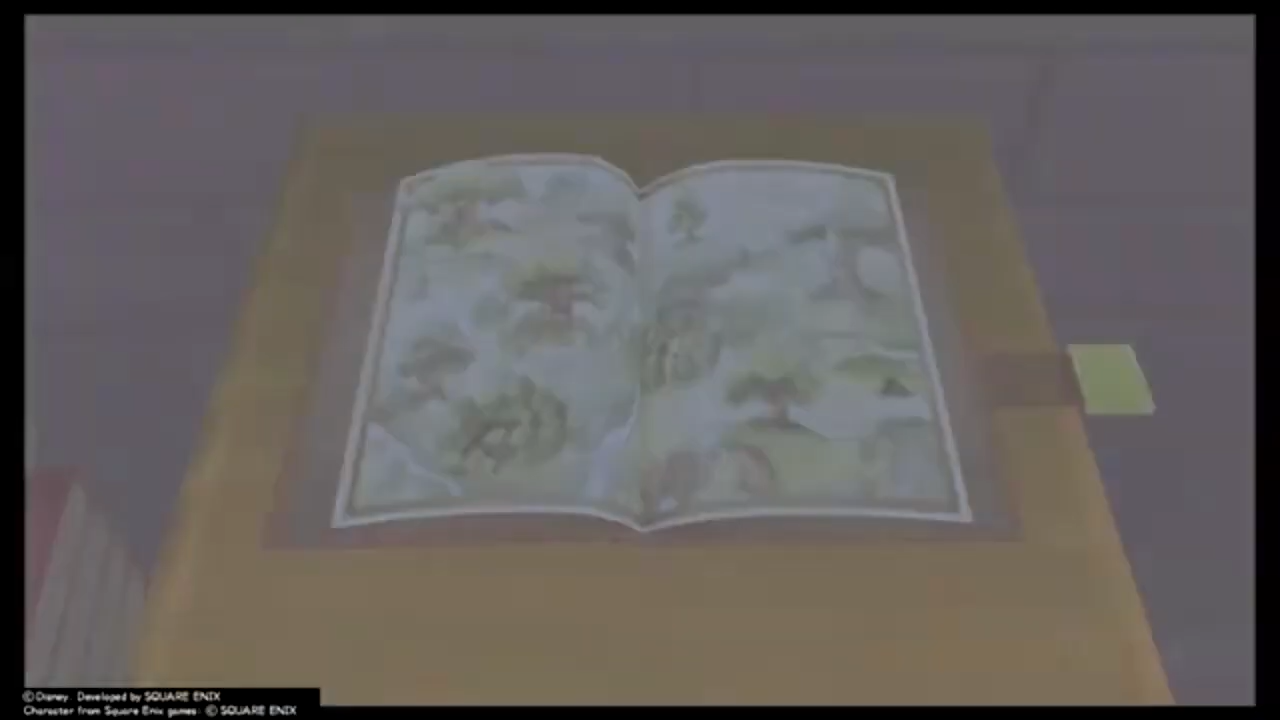 © Disney. Developed by SQUARE ENIX
Character from Square Enix games: © SQUARE ENIX